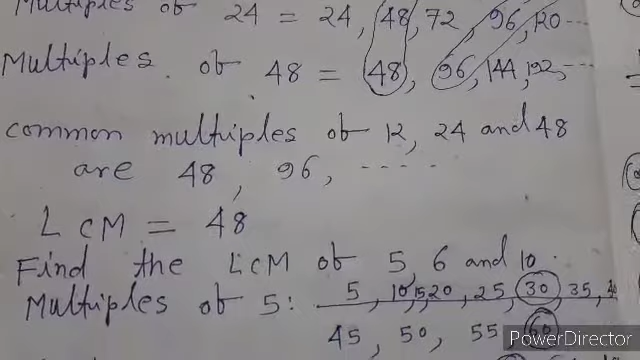 Multiples of 24 = 24, 48, 72, 96, 120 ---
Multiples of 48 = 48, 96, 144, 192, ---
common multiples of 12, 24 and 48
are 48, 96, -----
LCM = 48
Find the LCM of 5, 6 and 10.
Multiples of 5: 5, 10, 15, 20, 25, 30, 35,
45, 50, 55, 60
PowerDirector